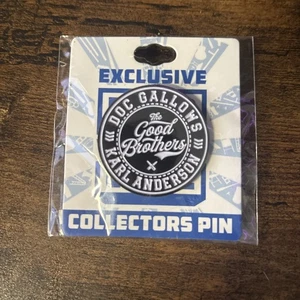 EXCLUSIVE
DOC GALLOWS
The
Good
Brothers
KARL ANDERSON
COLLECTORS PIN